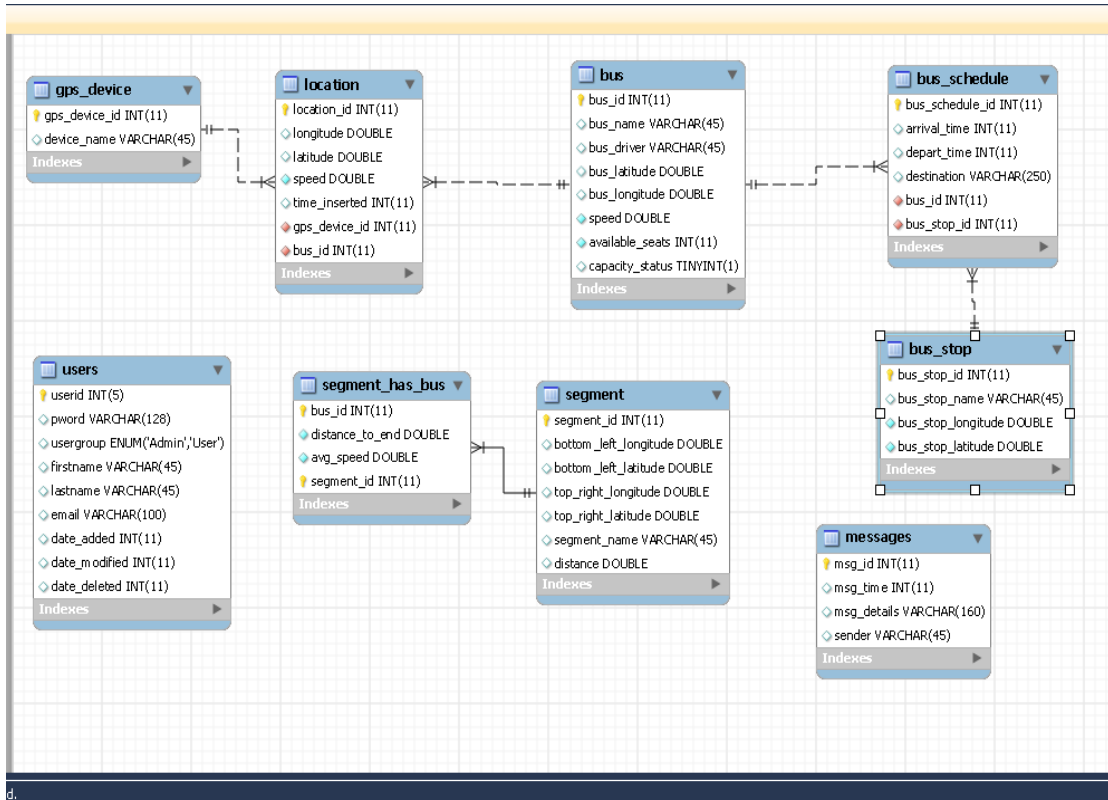 gps_device
gps_device_id INT(11)
device_name VARCHAR(45)
Indexes
location
location_id INT(11)
longitude DOUBLE
latitude DOUBLE
speed DOUBLE
time_inserted INT(11)
gps_device_id INT(11)
bus_id INT(11)
Indexes
bus
bus_id INT(11)
bus_name VARCHAR(45)
bus_driver VARCHAR(45)
bus_latitude DOUBLE
bus_longitude DOUBLE
speed DOUBLE
available_seats INT(11)
capacity_status TINYINT(1)
Indexes
bus_schedule
bus_schedule_id INT(11)
arrival_time INT(11)
depart_time INT(11)
destination VARCHAR(250)
bus_id INT(11)
bus_stop_id INT(11)
Indexes
users
userid INT(5)
pword VARCHAR(128)
usergroup ENUM('Admin','User')
firstname VARCHAR(45)
lastname VARCHAR(45)
email VARCHAR(100)
date_added INT(11)
date_modified INT(11)
date_deleted INT(11)
Indexes
segment_has_bus
bus_id INT(11)
distance_to_end DOUBLE
avg_speed DOUBLE
segment_id INT(11)
Indexes
segment
segment_id INT(11)
bottom_left_longitude DOUBLE
bottom_left_latitude DOUBLE
top_right_longitude DOUBLE
top_right_latitude DOUBLE
segment_name VARCHAR(45)
distance DOUBLE
Indexes
bus_stop
bus_stop_id INT(11)
bus_stop_name VARCHAR(45)
bus_stop_longitude DOUBLE
bus_stop_latitude DOUBLE
Indexes
messages
msg_id INT(11)
msg_time INT(11)
msg_details VARCHAR(160)
sender VARCHAR(45)
Indexes
d.